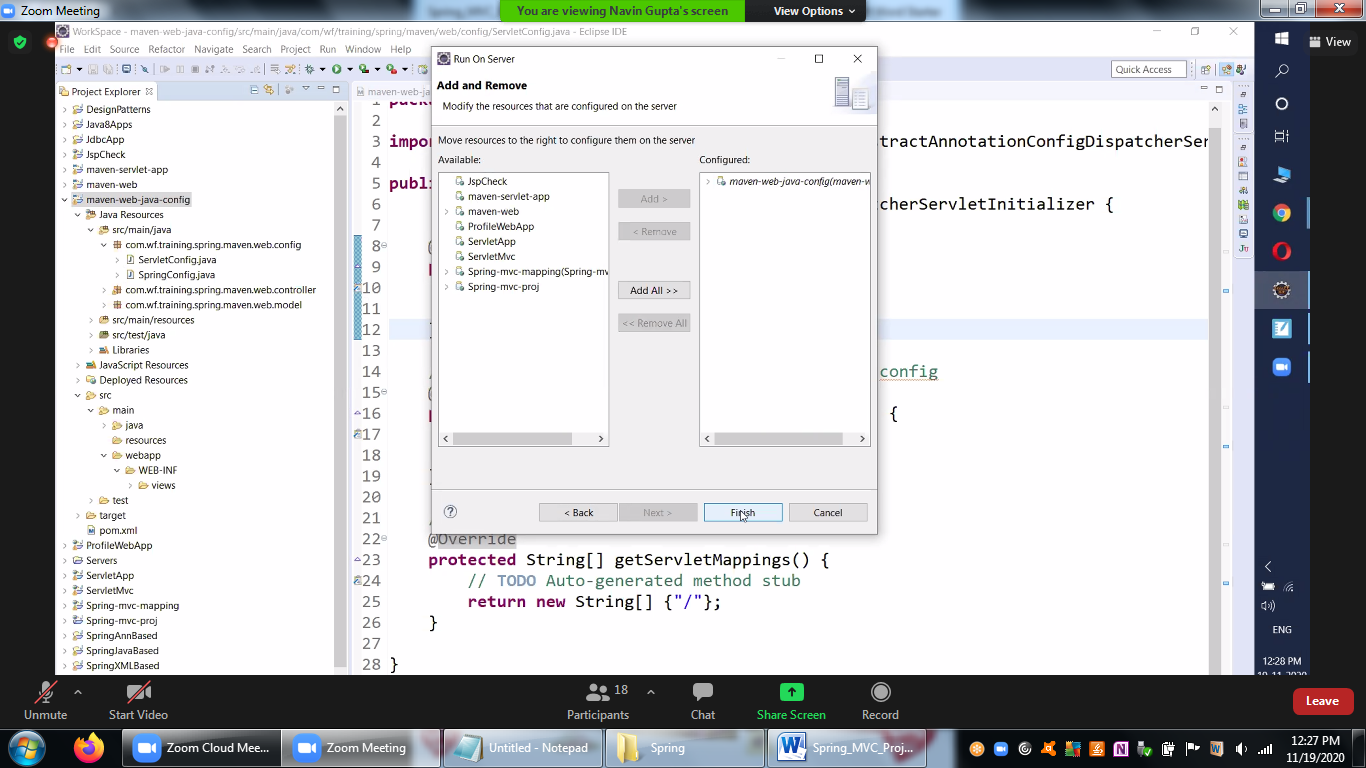 Zoom Meeting
You are viewing Navin Gupta's screen
View Options
View
WorkSpace - maven-web-java-config/src/main/java/com/wf/training/spring/maven/web/config/ServletConfig.java - Eclipse IDE
File Edit Source Refactor Navigate Search Project Run Window Help
Quick Access
Project Explorer
DesignPatterns
Java8Apps
JdbcApp
JspCheck
maven-servlet-app
maven-web
maven-web-java-config
Java Resources
src/main/java
com.wf.training.spring.maven.web.config
ServletConfig.java
SpringConfig.java
com.wf.training.spring.maven.web.controller
com.wf.training.spring.maven.web.model
src/main/resources
src/test/java
Libraries
JavaScript Resources
Deployed Resources
src
main
java
resources
webapp
WEB-INF
views
test
target
pom.xml
ProfileWebApp
Servers
ServletApp
ServletMvc
Spring-mvc-mapping
Spring-mvc-proj
SpringAnnBased
SpringJavaBased
SpringXMLBased
maven-web-ja
2
3 impor stractAnnotationConfigDispatcherSer
4
5 publi
6 cherServletInitializer {
7
8
9
10
11
12
13
14 config
15
16 {
17
18
19
20
21
22 @Override
23 protected String[] getServletMappings() {
24 // TODO Auto-generated method stub
25 return new String[] {"/"};
26 }
27
28 }
Run On Server
Add and Remove
Modify the resources that are configured on the server
Move resources to the right to configure them on the server
Available:
JspCheck
maven-servlet-app
maven-web
ProfileWebApp
ServletApp
ServletMvc
Spring-mvc-mapping(Spring-mv
Spring-mvc-proj
Add >
< Remove
Add All >>
<< Remove All
Configured:
maven-web-java-config(maven-w
< Back Next > Finish Cancel
ENG
12:28 PM
Unmute
Start Video
18
Participants
Chat
Share Screen
Record
Leave
Zoom Cloud Mee...
Zoom Meeting
Untitled - Notepad
Spring
Spring_MVC_Proj...
12:27 PM
11/19/2020